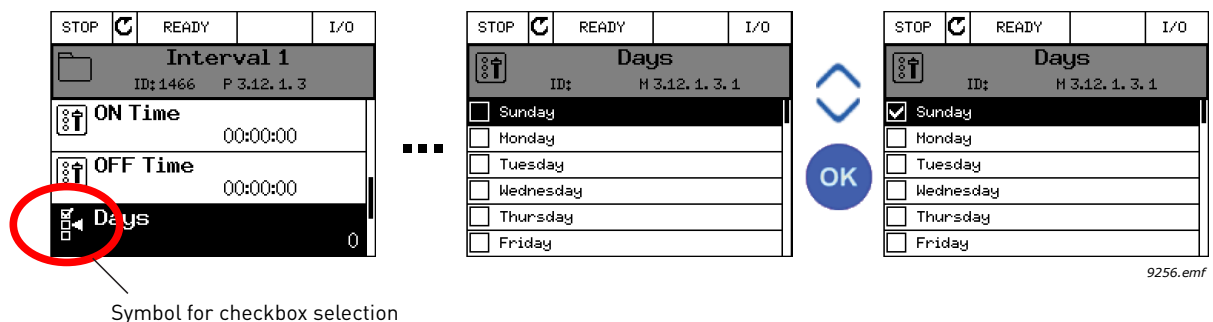 STOP READY I/O
Interval 1
ID:1466 P 3.12.1.3
ON Time
00:00:00
OFF Time
00:00:00
Days
0
Symbol for checkbox selection
STOP READY I/O
Days
ID: M 3.12.1.3.1
Sunday
Monday
Tuesday
Wednesday
Thursday
Friday
OK
STOP READY I/O
Days
ID: M 3.12.1.3.1
Sunday
Monday
Tuesday
Wednesday
Thursday
Friday
9256.emf